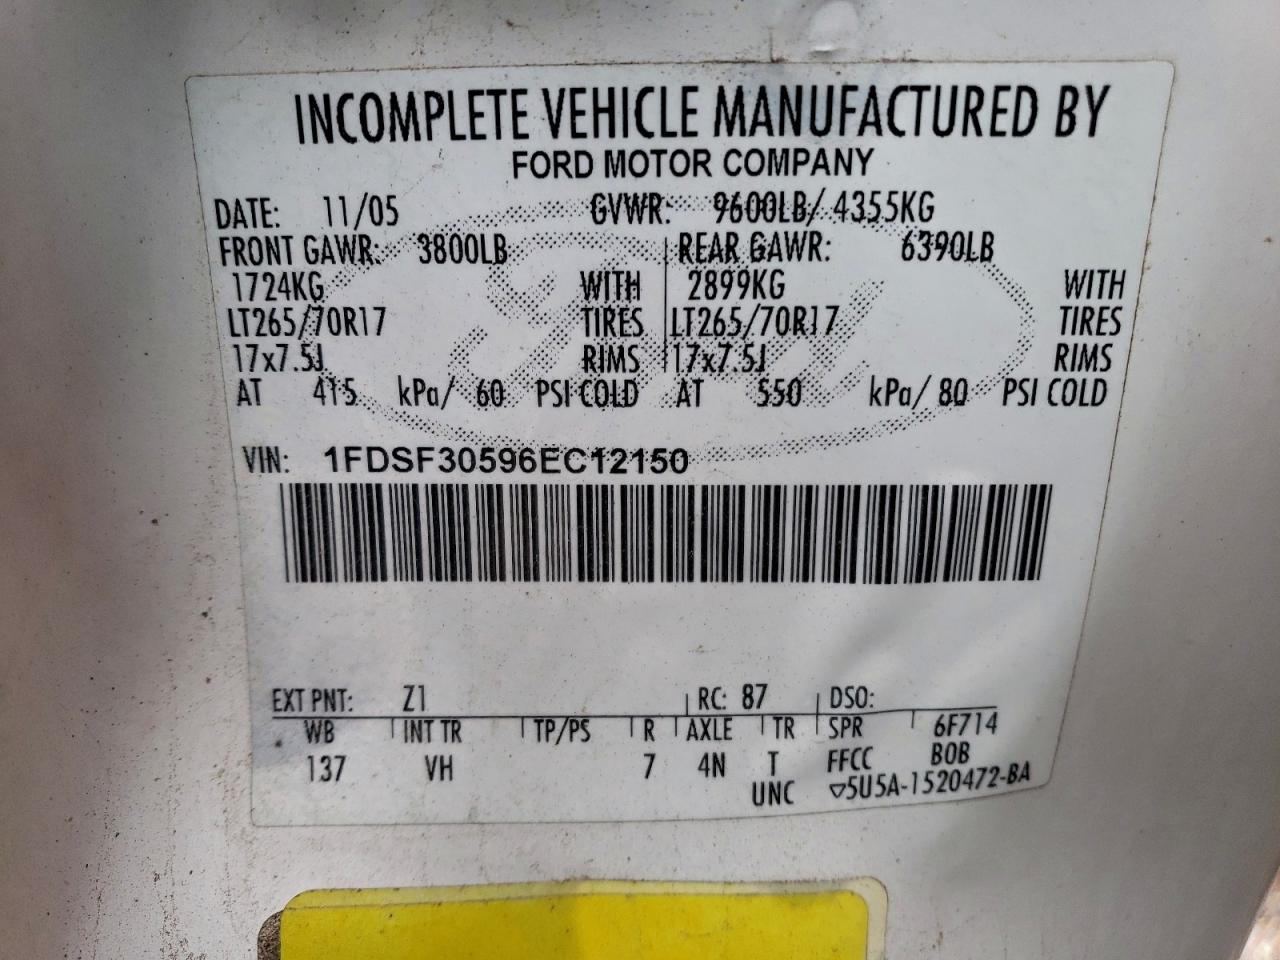 INCOMPLETE VEHICLE MANUFACTURED BY
FORD MOTOR COMPANY
DATE: 11/05 GVWR: 9600LB/ 4355KG
FRONT GAWR: 3800LB REAR GAWR: 6390LB
1724KG WITH 2899KG WITH
LT265/70R17 TIRES LT265/70R17 TIRES
17x7.5J RIMS 17x7.5J RIMS
AT 415 kPa/ 60 PSI COLD AT 550 kPa/ 80 PSI COLD
VIN: 1FDSF30596EC12150
EXT PNT: Z1 RC: 87 DSO:
WB INT TR TP/PS R AXLE TR SPR 6F714
137 VH 7 4N T FFCC B0B
UNC ▽5U5A-1520472-BA